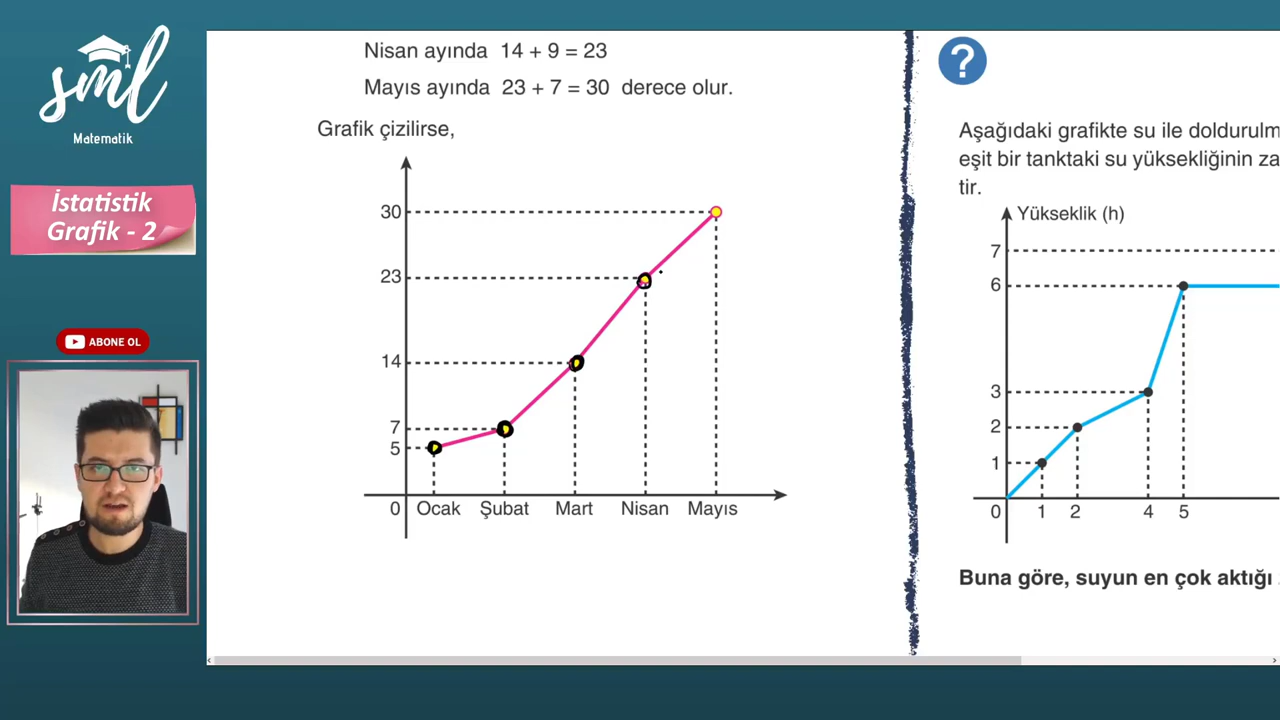 sml
Matematik
İstatistik
Grafik - 2
ABONE OL
Nisan ayında 14 + 9 = 23
Mayıs ayında 23 + 7 = 30 derece olur.
Grafik çizilirse,
30
23
14
7
5
0 Ocak Şubat Mart Nisan Mayıs
?
Aşağıdaki grafikte su ile doldurulm
eşit bir tanktaki su yüksekliğinin za
tir.
Yükseklik (h)
7
6
3
2
1
0 1 2 4 5
Buna göre, suyun en çok aktığı